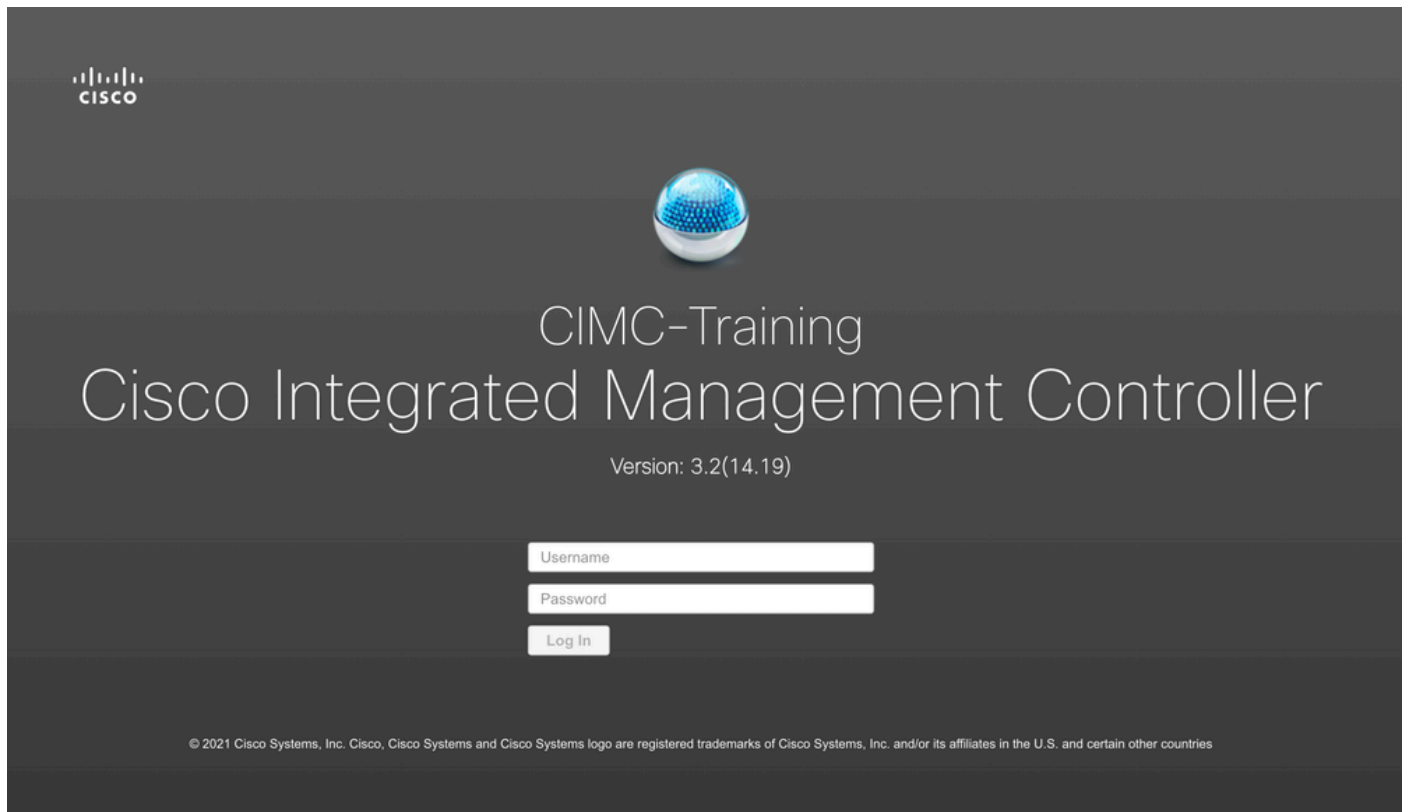 CISCO
CIMC-Training
Cisco Integrated Management Controller
Version: 3.2(14.19)
Username
Password
Log In
© 2021 Cisco Systems, Inc. Cisco, Cisco Systems and Cisco Systems logo are registered trademarks of Cisco Systems, Inc. and/or its affiliates in the U.S. and certain other countries